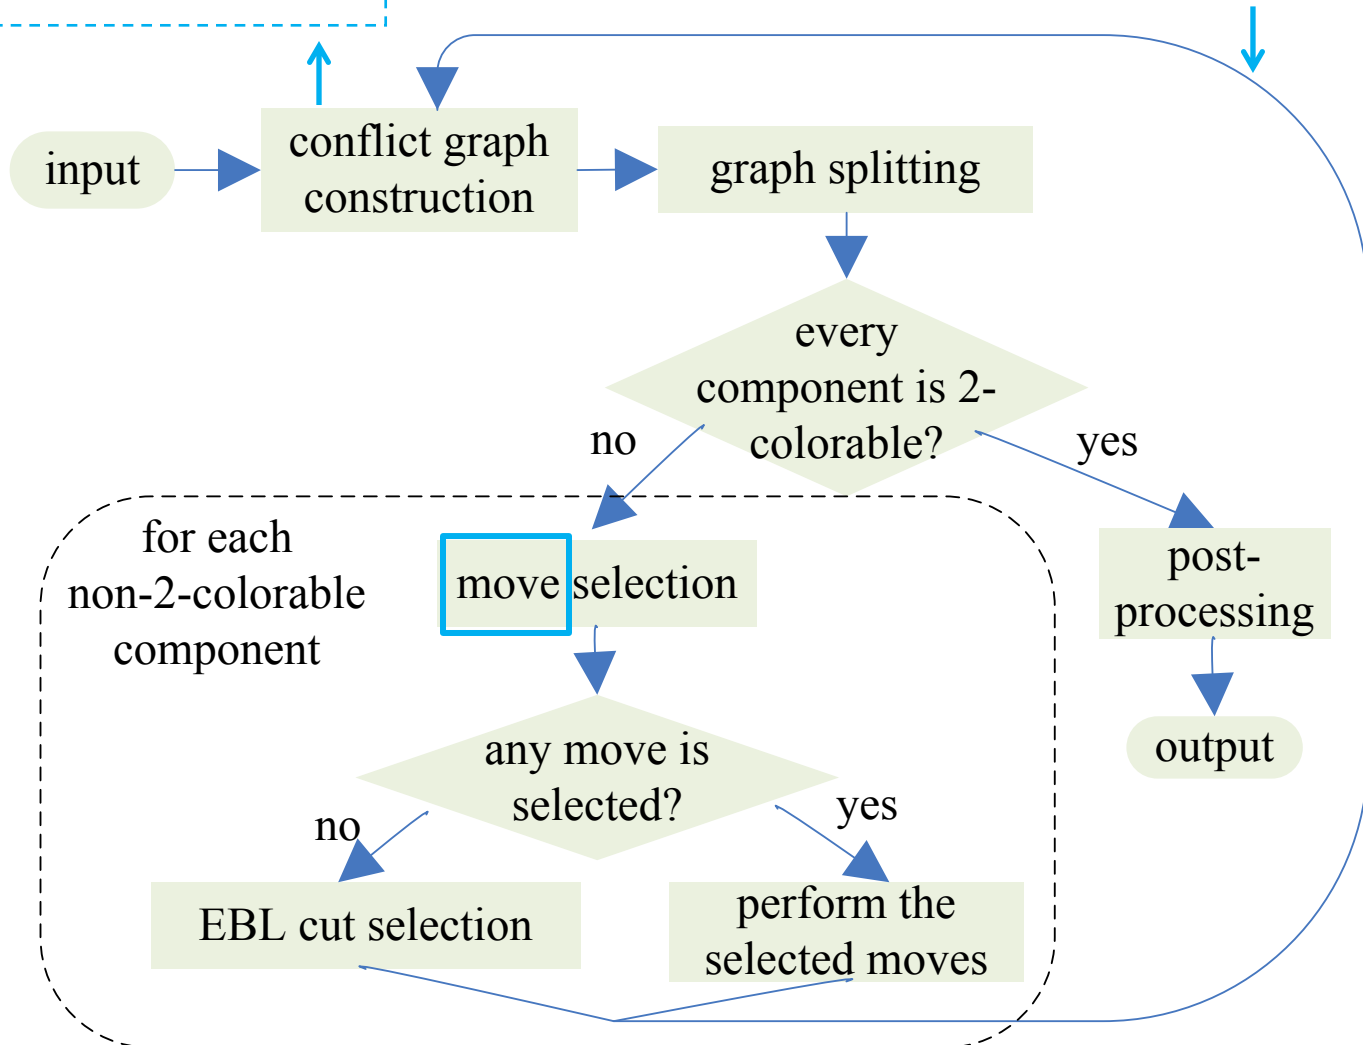 input
conflict graph
construction
graph splitting
every
component is 2-
colorable?
no
yes
for each
non-2-colorable
component
move selection
post-
processing
any move is
selected?
output
no
yes
EBL cut selection
perform the
selected moves